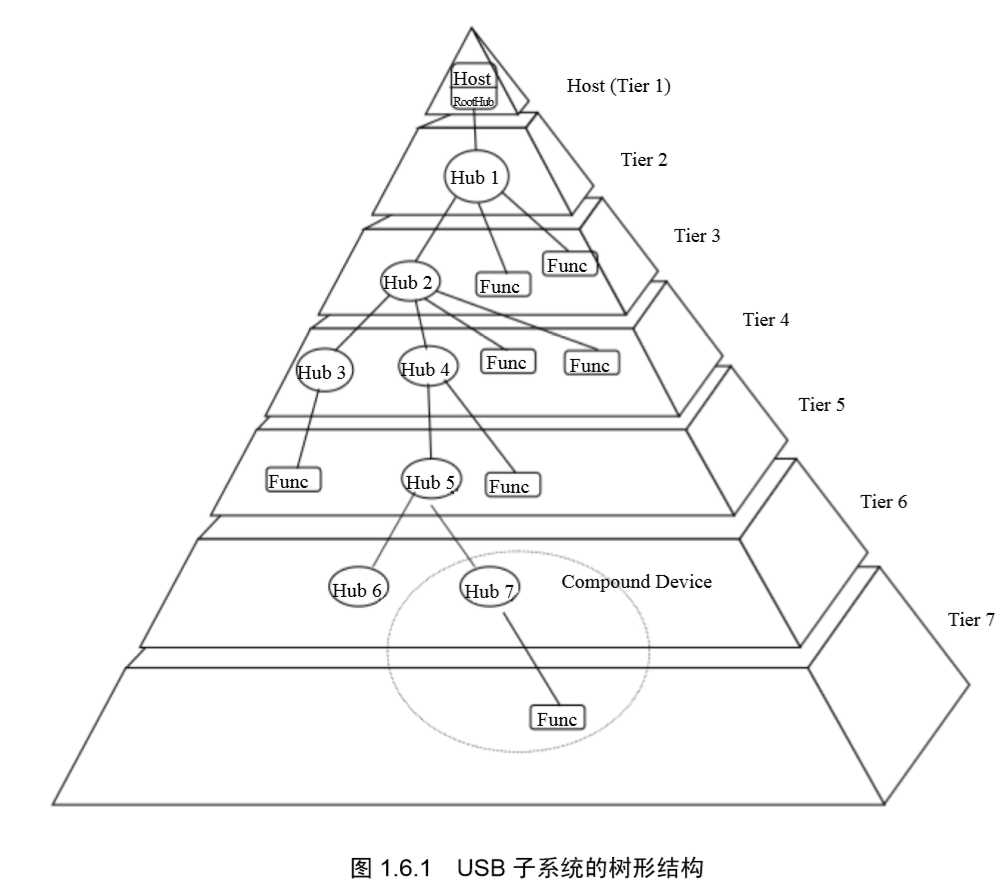 Host
RootHub
Host (Tier 1)
Tier 2
Hub 1
Tier 3
Func
Hub 2
Func
Tier 4
Hub 3
Hub 4
Func
Func
Tier 5
Func
Hub 5
Func
Tier 6
Hub 6
Hub 7
Compound Device
Tier 7
Func
图 1.6.1 USB 子系统的树形结构